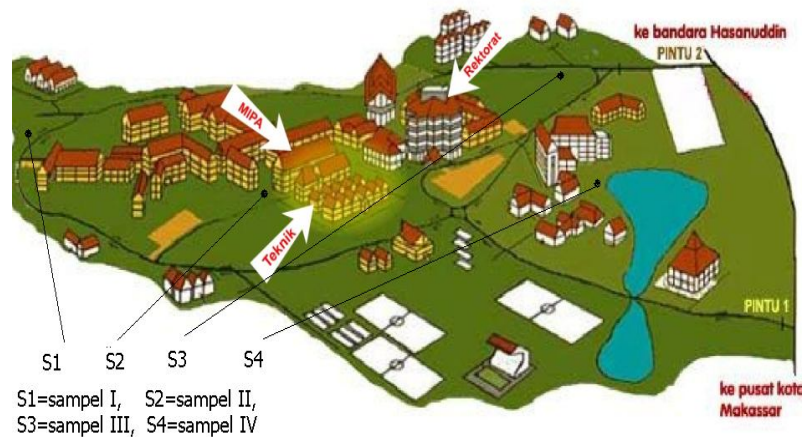 ke bandara Hasanuddin
PINTU 2
Rektorat
MIPA
Teknik
PINTU 1
S1 S2 S3 S4
S1=sampel I, S2=sampel II,
S3=sampel III, S4=sampel IV
ke pusat kota
Makassar